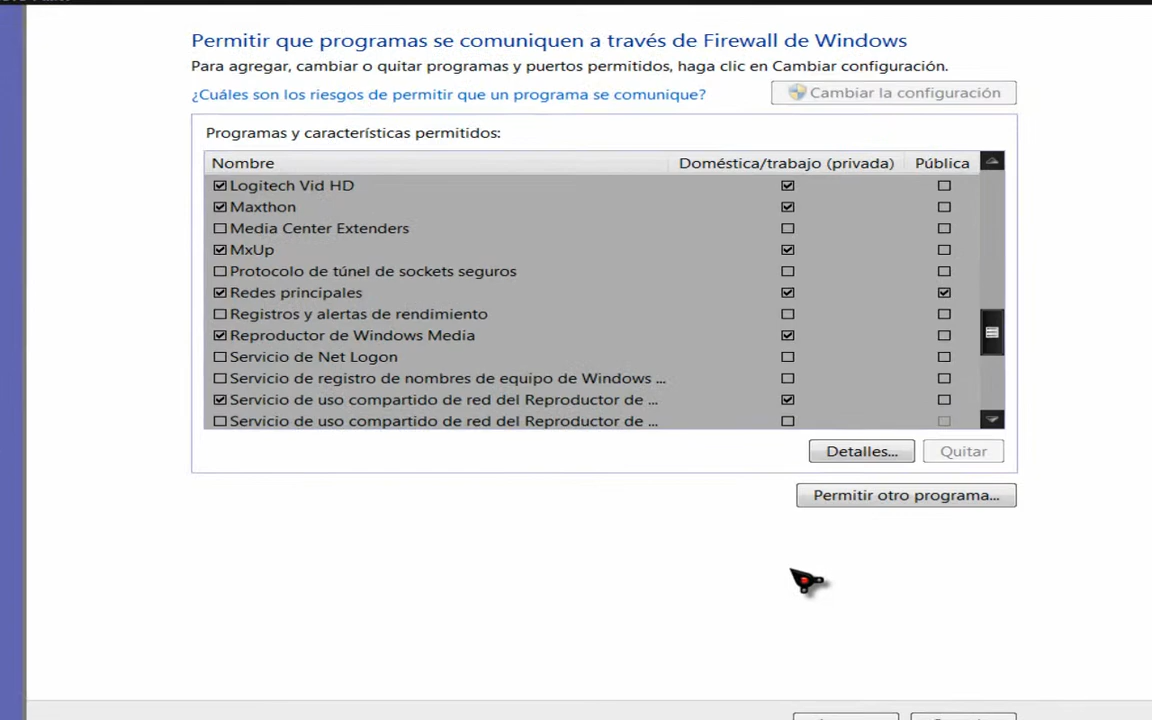 Permitir que programas se comuniquen a través de Firewall de Windows
Para agregar, cambiar o quitar programas y puertos permitidos, haga clic en Cambiar configuración.
¿Cuáles son los riesgos de permitir que un programa se comunique?
Cambiar la configuración
Programas y características permitidos:
Nombre Doméstica/trabajo (privada) Pública
Logitech Vid HD
Maxthon
Media Center Extenders
MxUp
Protocolo de túnel de sockets seguros
Redes principales
Registros y alertas de rendimiento
Reproductor de Windows Media
Servicio de Net Logon
Servicio de registro de nombres de equipo de Windows ...
Servicio de uso compartido de red del Reproductor de ...
Servicio de uso compartido de red del Reproductor de ...
Detalles... Quitar
Permitir otro programa...